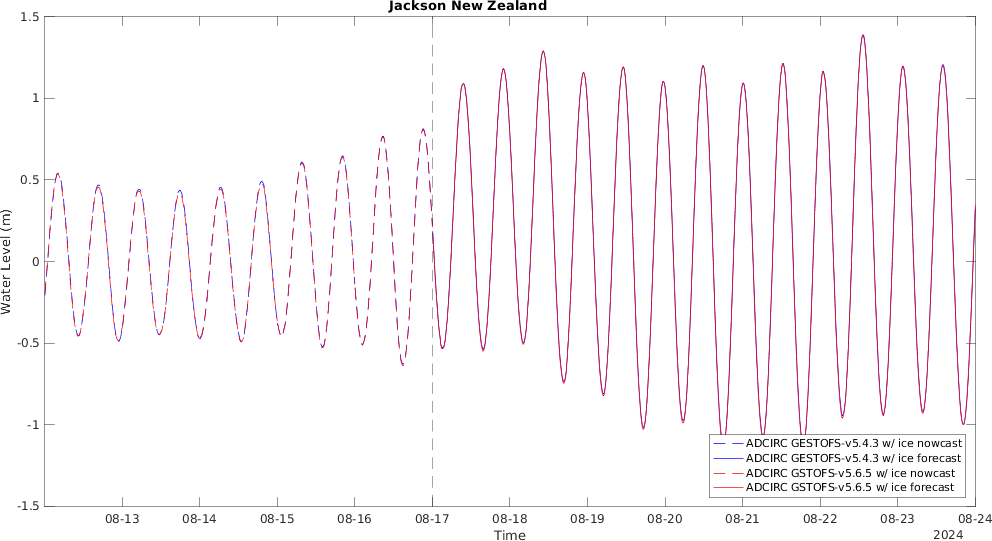 Jackson New Zealand
1.5
1
0.5
0
-0.5
-1
-1.5
Water Level (m)
08-13 08-14 08-15 08-16 08-17 08-18 08-19 08-20 08-21 08-22 08-23 08-24
Time
2024
ADCIRC GESTOFS-v5.4.3 w/ ice nowcast
ADCIRC GESTOFS-v5.4.3 w/ ice forecast
ADCIRC GSTOFS-v5.6.5 w/ ice nowcast
ADCIRC GSTOFS-v5.6.5 w/ ice forecast